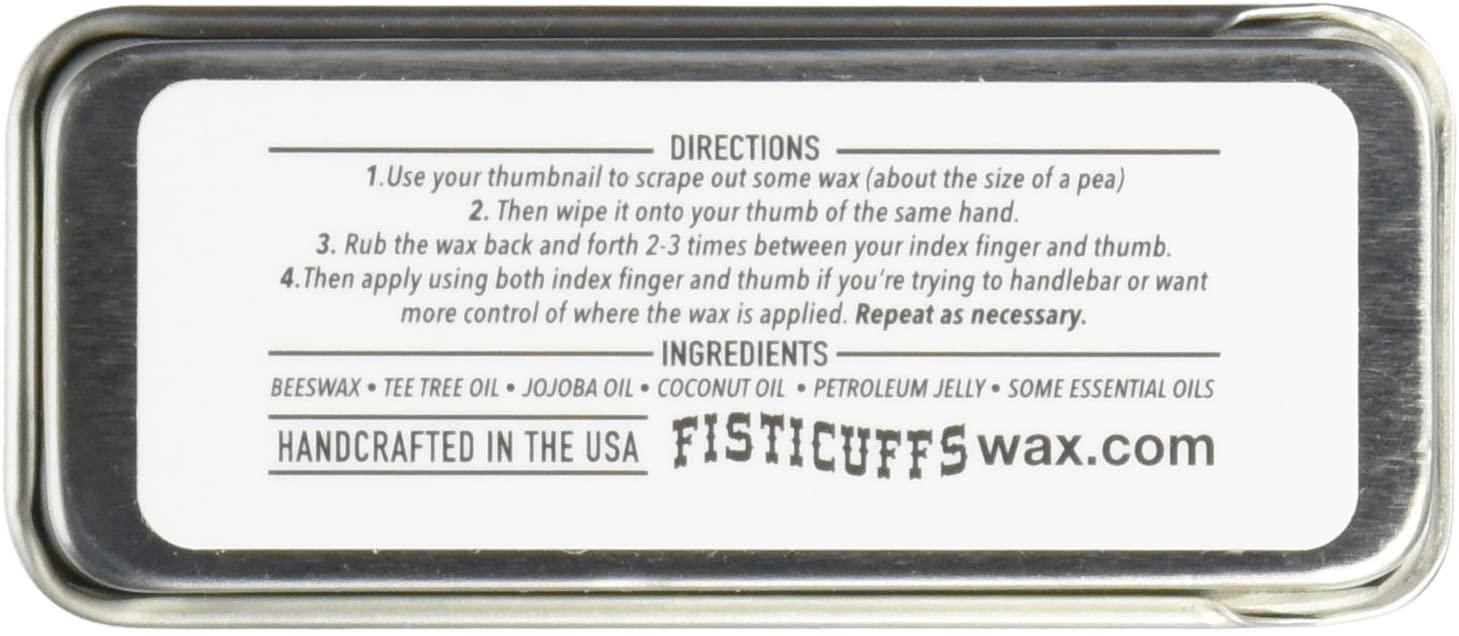 DIRECTIONS
1.Use your thumbnail to scrape out some wax (about the size of a pea)
2. Then wipe it onto your thumb of the same hand.
3. Rub the wax back and forth 2-3 times between your index finger and thumb.
4.Then apply using both index finger and thumb if you're trying to handlebar or want
more control of where the wax is applied. Repeat as necessary.
INGREDIENTS
BEESWAX • TEE TREE OIL • JOJOBA OIL • COCONUT OIL • PETROLEUM JELLY • SOME ESSENTIAL OILS
HANDCRAFTED IN THE USA FISTICUFFSwax.com